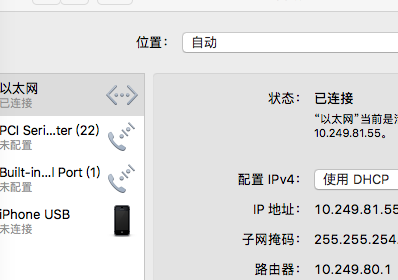 位置： 自动
以太网
已连接
PCI Seri...ter (22)
未配置
Built-in...l Port (1)
未配置
iPhone USB
未连接
状态： 已连接
“以太网”当前是
10.249.81.55。
配置 IPv4： 使用 DHCP
IP 地址： 10.249.81.55
子网掩码： 255.255.254.
路由器： 10.249.80.1